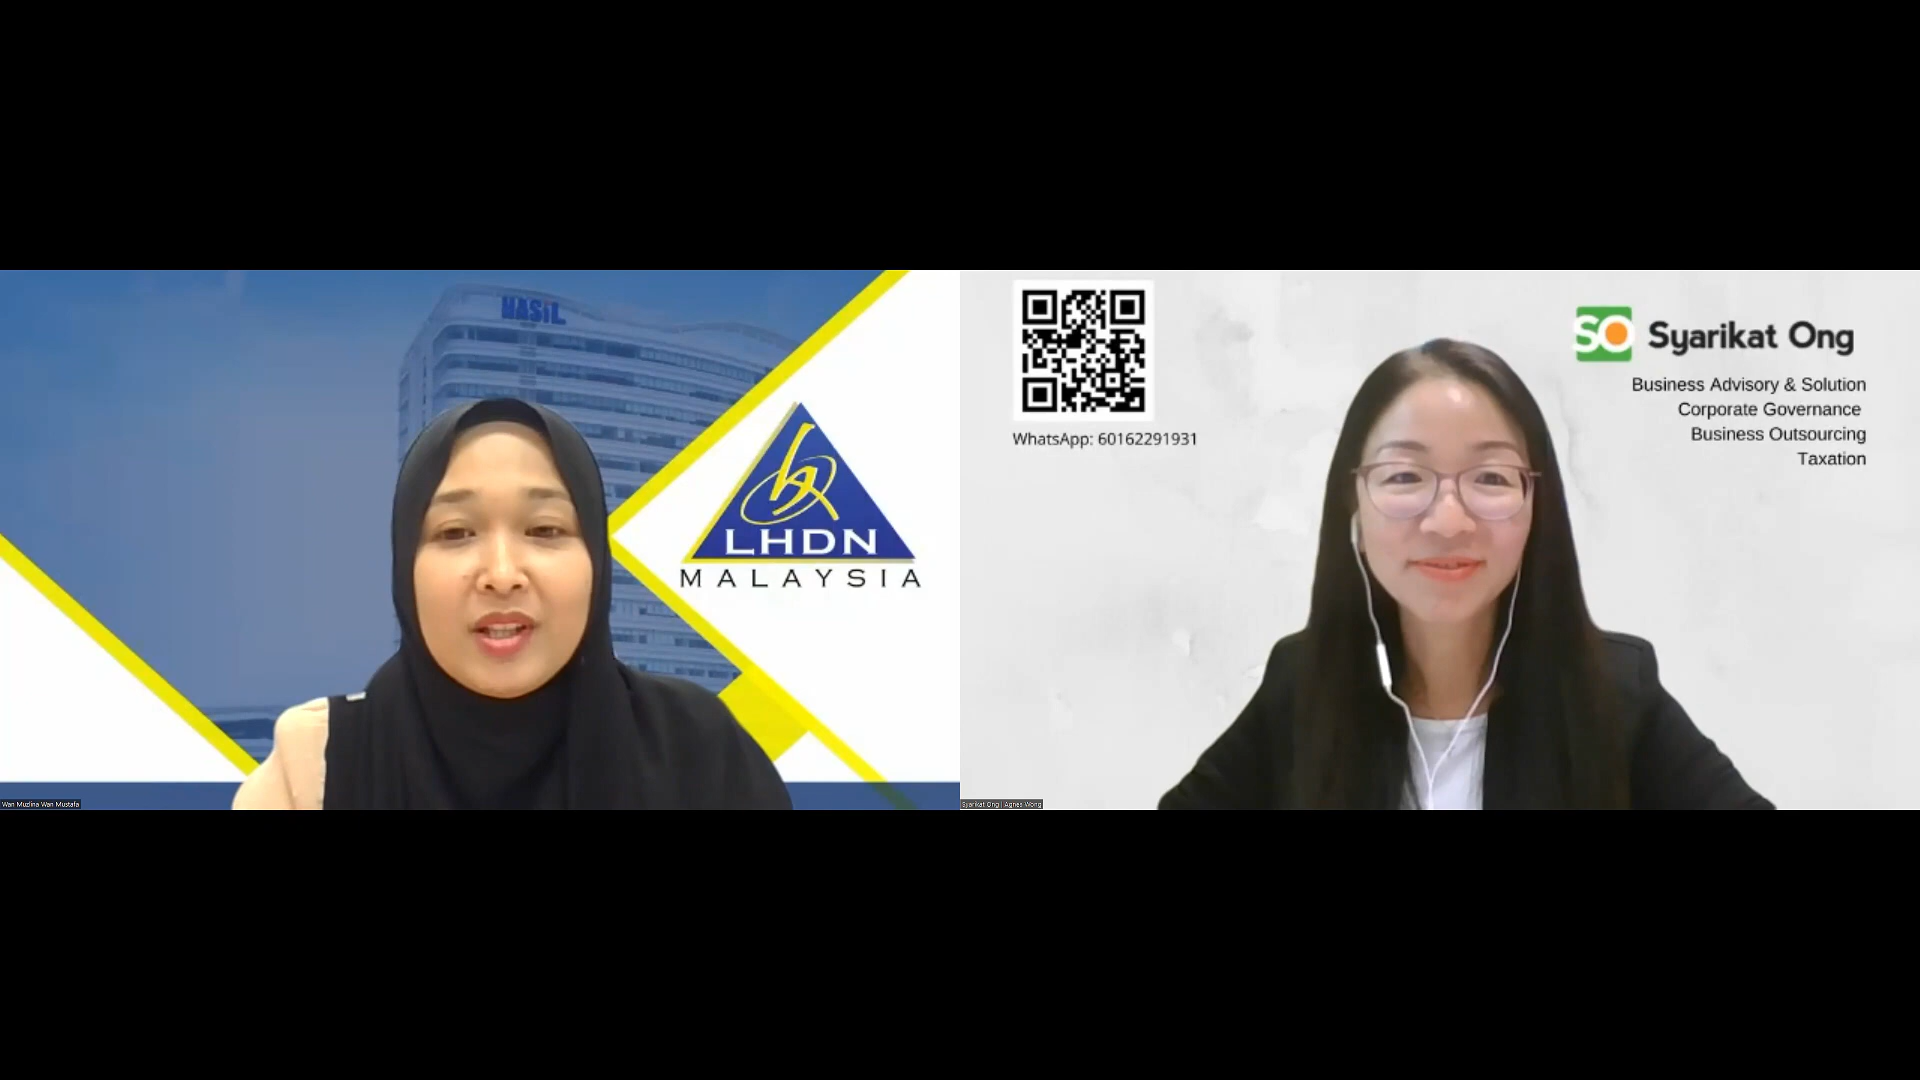 HASiL
LHDN
MALAYSIA
Wan Muzlina Wan Mustafa
WhatsApp: 60162291931
SO Syarikat Ong
Business Advisory & Solution
Corporate Governance
Business Outsourcing
Taxation
Syarikat Ong | Agnes Wong